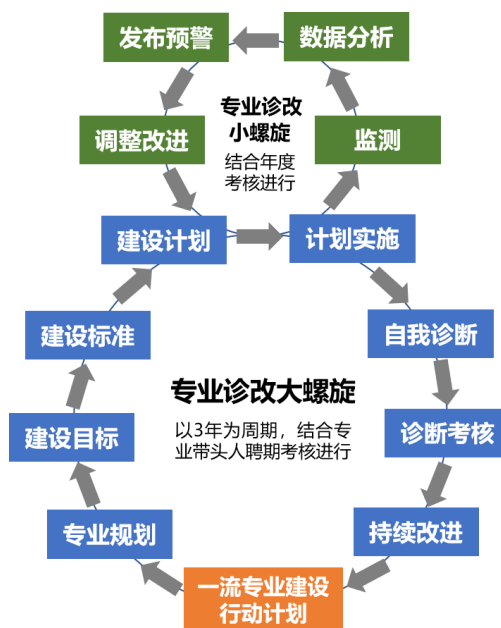 发布预警
数据分析
专业诊改
小螺旋
结合年度
考核进行
调整改进
监测
建设计划
计划实施
建设标准
自我诊断
专业诊改大螺旋
以3年为周期，结合专
业带头人聘期考核进行
建设目标
诊断考核
专业规划
持续改进
一流专业建设
行动计划